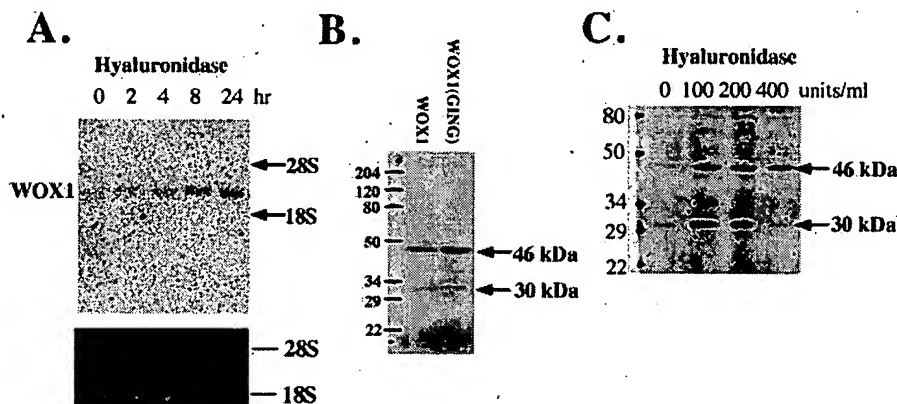 A.
Hyaluronidase
0 2 4 8 24 hr
28S
WOX1
18S
28S
18S
B.
WOX1
WOX1(GING)
204
120
80
50
46 kDa
34
30 kDa
29
22
C.
Hyaluronidase
0 100 200 400 units/ml
80
50
46 kDa
34
29
30 kDa
22